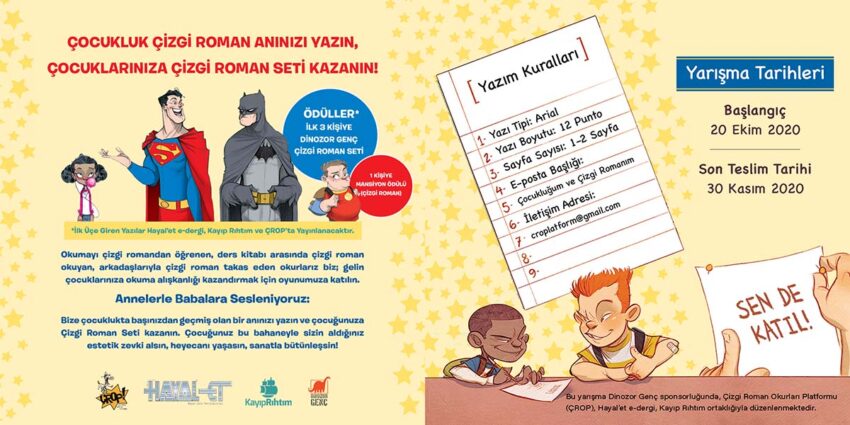 ÇOCUKLUK ÇİZGİ ROMAN ANINIZI YAZIN,
ÇOCUKLARINIZA ÇİZGİ ROMAN SETİ KAZANIN!
ÖDÜLLER*
İLK 3 KİŞİYE
DİNOZOR GENÇ
ÇİZGİ ROMAN SETİ
1 KİŞİYE
MANSİYON ÖDÜLÜ
(ÇİZGİ ROMAN)
*İlk Üçe Giren Yazılar Hayal'et e-dergi, Kayıp Rıhtım ve ÇROP'ta Yayınlanacaktır.
Okumayı çizgi romandan öğrenen, ders kitabı arasında çizgi roman
okuyan, arkadaşlarıyla çizgi roman takas eden okurlarız biz; gelin
çocuklarınıza okuma alışkanlığı kazandırmak için oyunumuza katılın.
Annelerle Babalara Sesleniyoruz:
Bize çocuklukta başınızdan geçmiş olan bir anınızı yazın ve çocuğunuza
Çizgi Roman Seti kazanın. Çocuğunuz bu bahaneyle sizin aldığınız
estetik zevki alsın, heyecanı yaşasın, sanatla bütünleşsin!
ÇROP!
HAYAL-ET
KayıpRıhtım
DİNOZOR
GENÇ
[Yazım Kuralları]
1- Yazı Tipi: Arial
2- Yazı Boyutu: 12 Punto
3- Sayfa Sayısı: 1-2 Sayfa
4- E-posta Başlığı:
5- Çocukluğum ve Çizgi Romanım
6- İletişim Adresi:
7- croplatform@gmail.com
8-
9-
Yarışma Tarihleri
Başlangıç
20 Ekim 2020
Son Teslim Tarihi
30 Kasım 2020
SEN DE
KATIL!
Bu yarışma Dinozor Genç sponsorluğunda, Çizgi Roman Okurları Platformu
(ÇROP), Hayal'et e-dergi, Kayıp Rıhtım ortaklığıyla düzenlenmektedir.